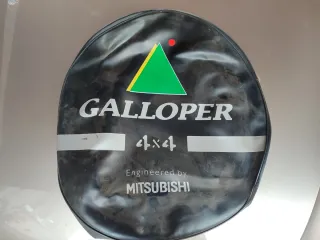 GALLOPER
4x4
Engineered by
MITSUBISHI